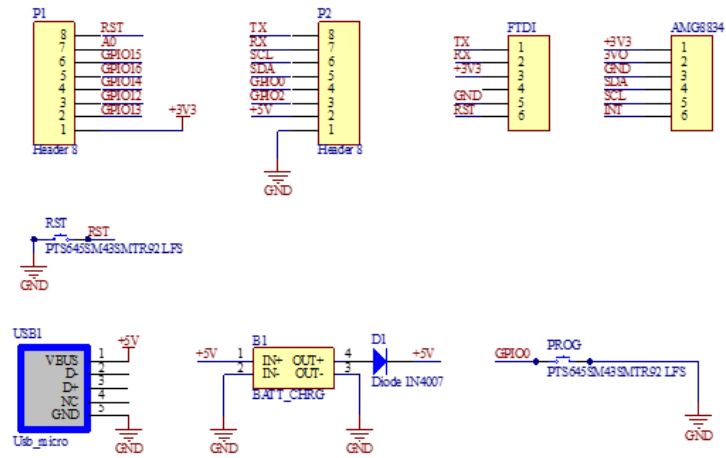 P1
8 RST
7 A0
6 GPIO15
5 GPIO16
4 GPIO14
3 GPIO12
2 GPIO13
1 +3V3
Header 8
P2
TX 8
RX 7
SCL 6
SDA 5
GPIO0 4
GPIO2 3
+5V 2
1
Header 8
GND
FTDI
TX 1
RX 2
+3V3 3
4
GND 5
RST 6
AMG8834
+3V3 1
3VO 2
GND 3
SDA 4
SCL 5
INT 6
RST
RST
PTS645SM43SMTR92 LFS
GND
USB1
+5V
VBUS 1
D- 2
D+ 3
NC 4
GND 5
Usb_micro
GND
B1
+5V 1 IN+ OUT+ 4
2 IN- OUT- 3
BATT_CHRG
GND
GND
D1
+5V
Diode 1N4007
GPIO0
PROG
PTS645SM43SMTR92 LFS
GND